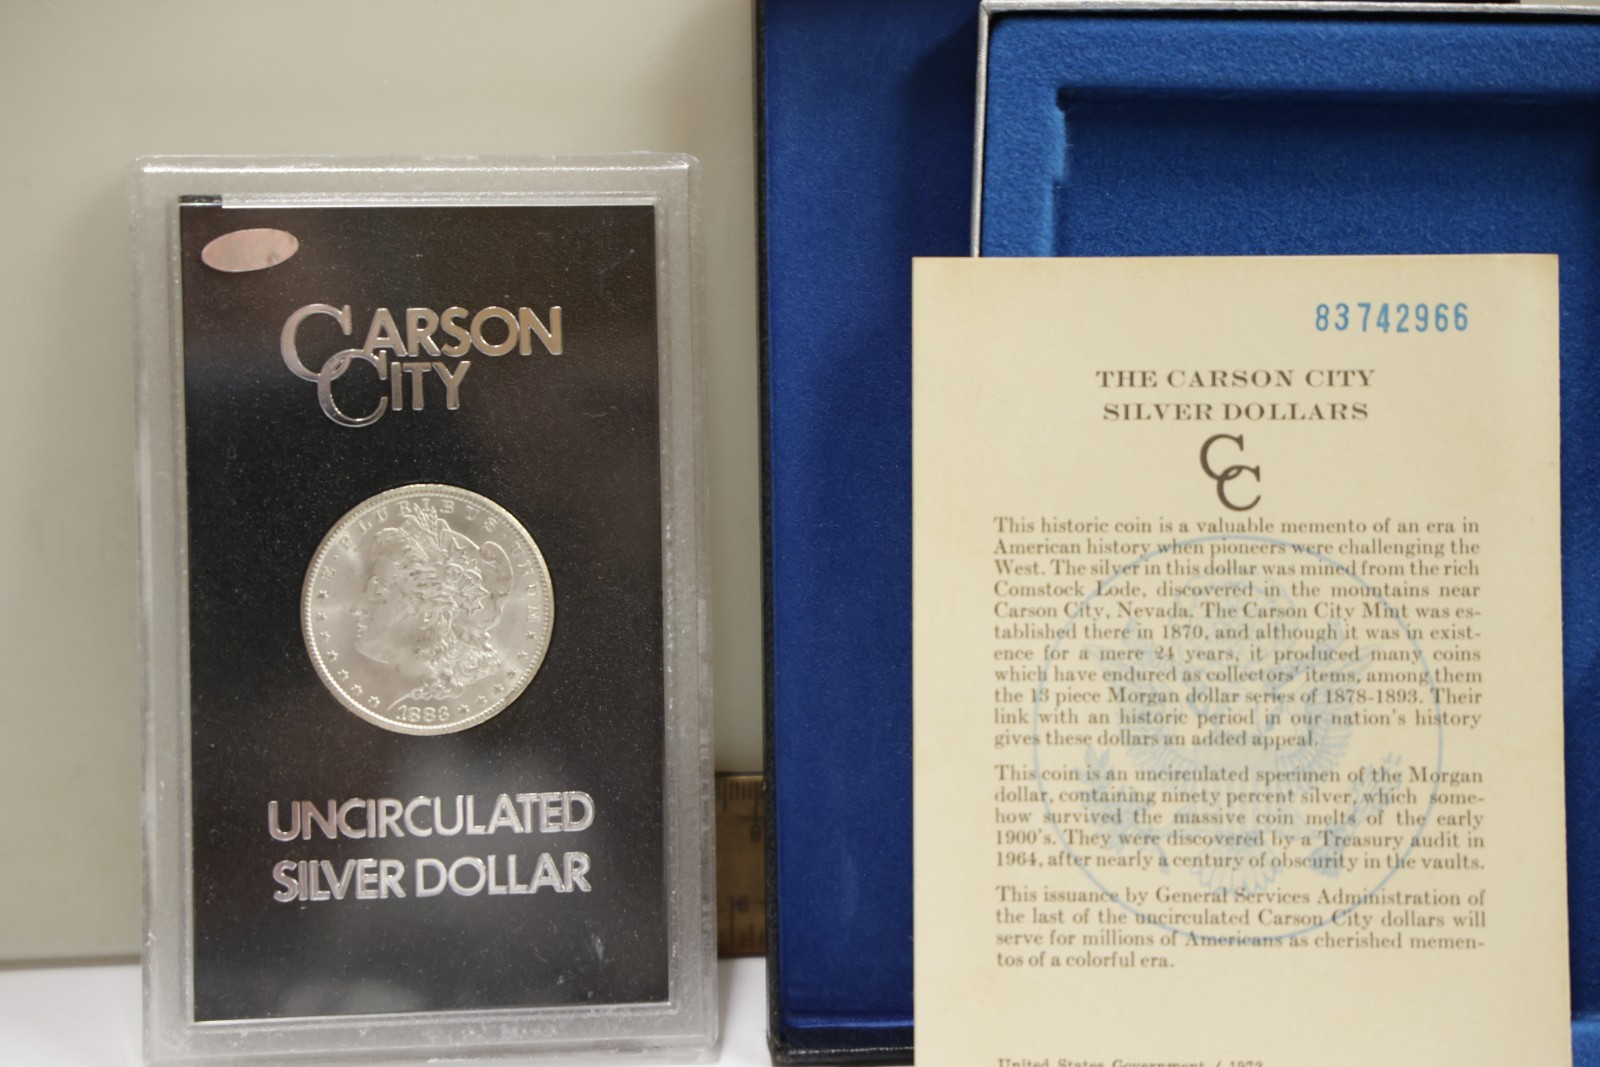 CARSON
CITY
E PLURIBUS UNUM
1883
UNCIRCULATED
SILVER DOLLAR
83742966
THE CARSON CITY
SILVER DOLLARS
CC
This historic coin is a valuable memento of an era in
American history when pioneers were challenging the
West. The silver in this dollar was mined from the rich
Comstock Lode, discovered in the mountains near
Carson City, Nevada. The Carson City Mint was es-
tablished there in 1870, and although it was in exist-
ence for a mere 24 years, it produced many coins
which have endured as collectors' items, among them
the 13 piece Morgan dollar series of 1878-1893. Their
link with an historic period in our nation's history
gives these dollars an added appeal.
This coin is an uncirculated specimen of the Morgan
dollar, containing ninety percent silver, which some-
how survived the massive coin melts of the early
1900's. They were discovered by a Treasury audit in
1964, after nearly a century of obscurity in the vaults.
This issuance by General Services Administration of
the last of the uncirculated Carson City dollars will
serve for millions of Americans as cherished memen-
tos of a colorful era.
United States Government